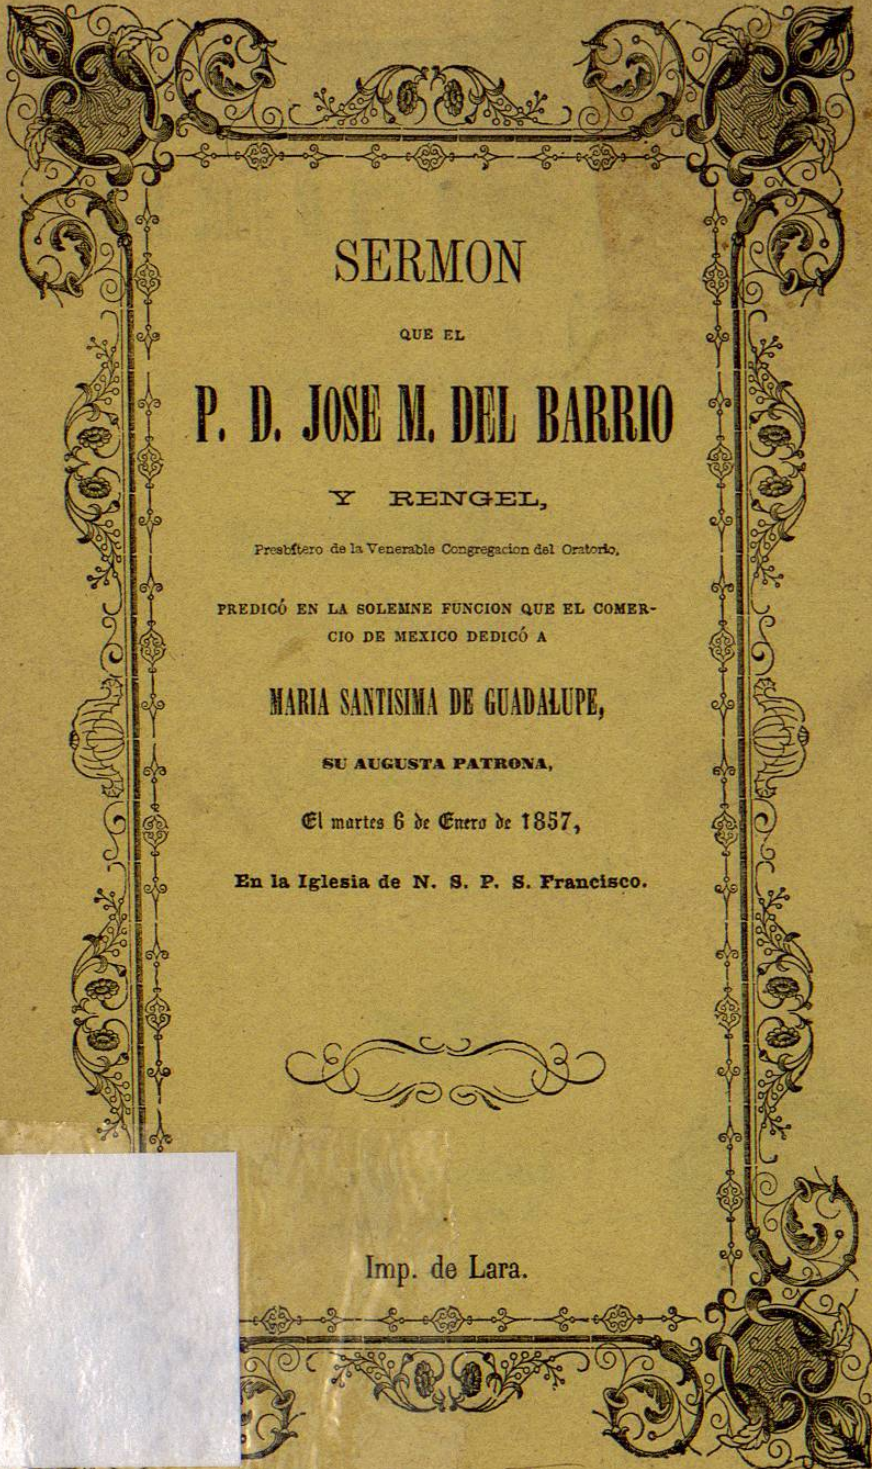 SERMON
QUE EL
P. D. JOSE M. DEL BARRIO
Y RENGEL,
Presbítero de la Venerable Congregacion del Oratorio,
PREDICÓ EN LA SOLEMNE FUNCION QUE EL COMER-
CIO DE MEXICO DEDICÓ A
MARIA SANTISIMA DE GUADALUPE,
SU AUGUSTA PATRONA,
El martes 6 de Enero de 1857,
En la Iglesia de N. S. P. S. Francisco.
Imp. de Lara.